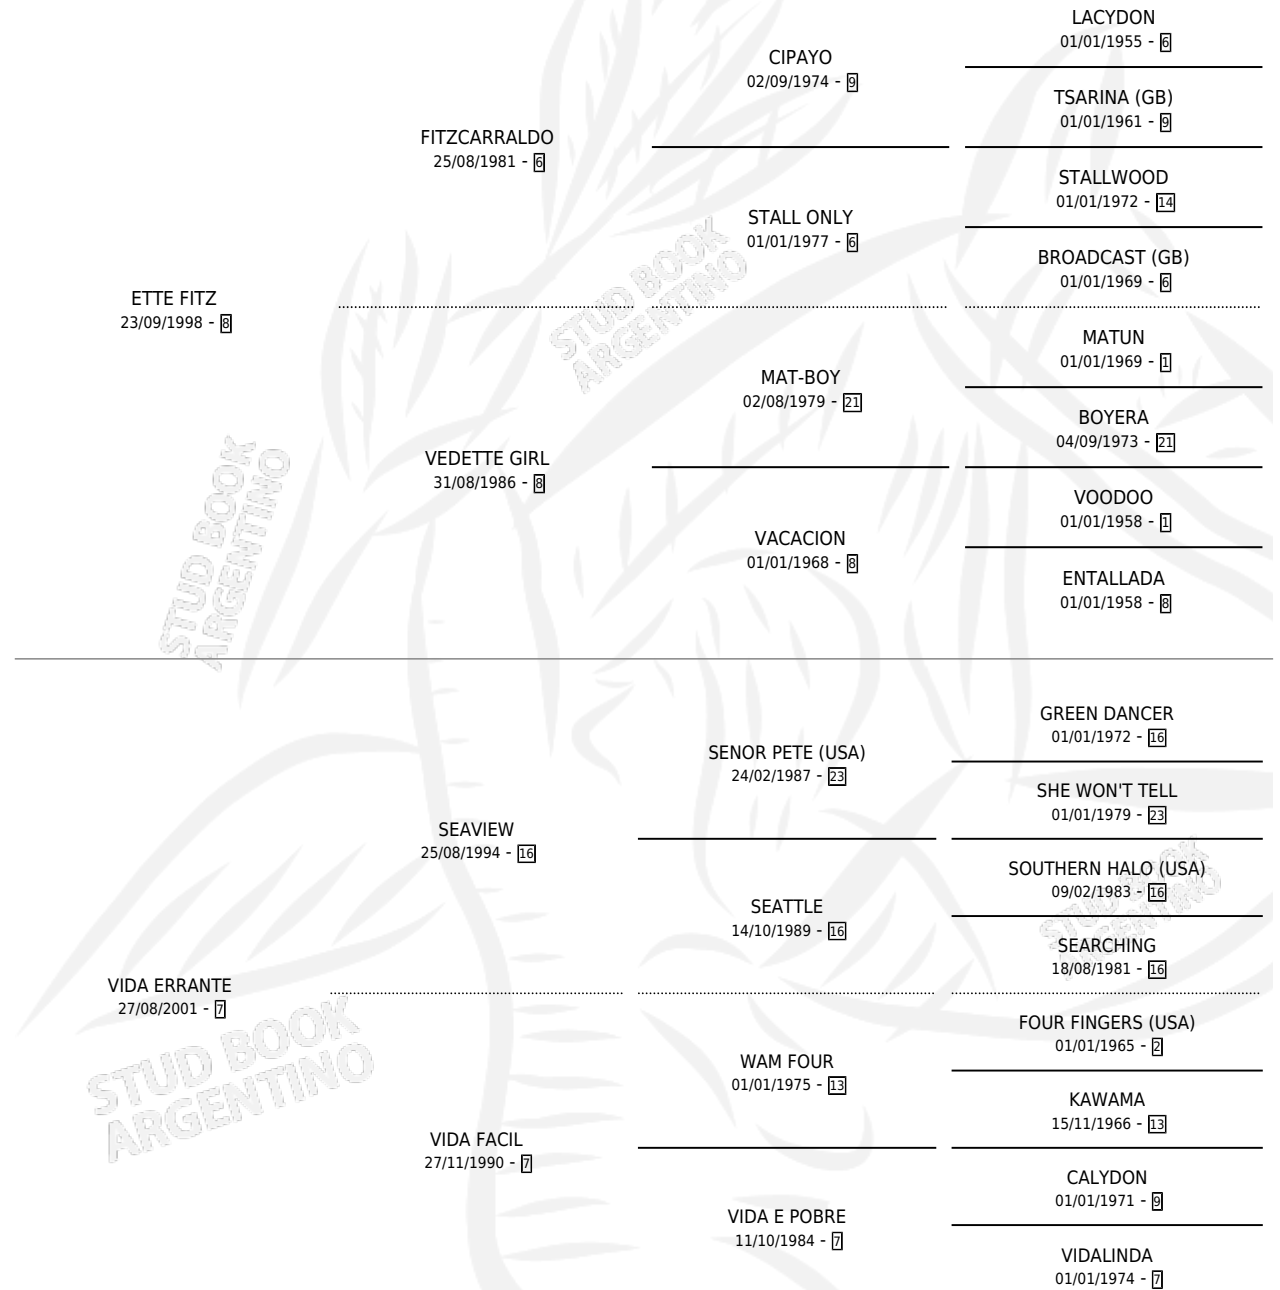 LACYDON
01/01/1955 - 6
CIPAYO
02/09/1974 - 9
TSARINA (GB)
01/01/1961 - 9
FITZCARRALDO
25/08/1981 - 6
STALLWOOD
01/01/1972 - 14
STALL ONLY
01/01/1977 - 6
BROADCAST (GB)
01/01/1969 - 6
ETTE FITZ
23/09/1998 - 8
MATUN
01/01/1969 - 1
MAT-BOY
02/08/1979 - 21
BOYERA
04/09/1973 - 21
VEDETTE GIRL
31/08/1986 - 8
VOODOO
01/01/1958 - 1
VACACION
01/01/1968 - 8
ENTALLADA
01/01/1958 - 8
STUD BOOK
ARGENTINO
STUD BOOK
ARGENTINO
GREEN DANCER
01/01/1972 - 16
SENOR PETE (USA)
24/02/1987 - 23
SHE WON'T TELL
01/01/1979 - 23
SEAVIEW
25/08/1994 - 16
SOUTHERN HALO (USA)
09/02/1983 - 16
SEATTLE
14/10/1989 - 16
SEARCHING
18/08/1981 - 16
VIDA ERRANTE
27/08/2001 - 7
FOUR FINGERS (USA)
01/01/1965 - 2
WAM FOUR
01/01/1975 - 13
KAWAMA
15/11/1966 - 13
VIDA FACIL
27/11/1990 - 7
CALYDON
01/01/1971 - 9
VIDA E POBRE
11/10/1984 - 7
VIDALINDA
01/01/1974 - 7
STUD BOOK
ARGENTINO
STUD BOOK
ARGENTINO